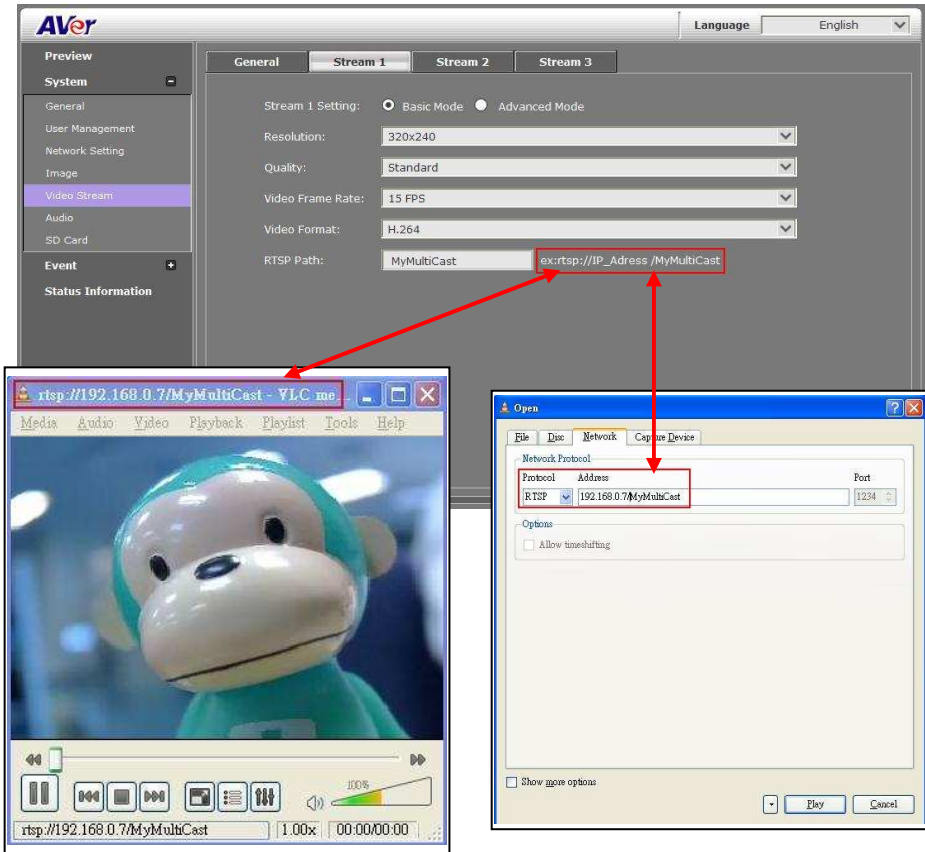 AVer
Language English
Preview
System
General
User Management
Network Setting
Image
Video Stream
Audio
SD Card
Event
Status Information
General Stream 1 Stream 2 Stream 3
Stream 1 Setting: Basic Mode Advanced Mode
Resolution: 320x240
Quality: Standard
Video Frame Rate: 15 FPS
Video Format: H.264
RTSP Path: MyMultiCast ex:rtsp://IP_Adress /MyMultiCast
rtsp://192.168.0.7/MyMultiCast - VLC me...
Media Audio Video Playback Playlist Tools Help
100%
rtsp://192.168.0.7/MyMultiCast 1.00x 00:00/00:00
Open
File Disc Network Capture Device
Network Protocol
Protocol Address Port
RTSP 192.168.0.7/MyMultiCast 1234
Options
Allow timeshifting
Show more options
Play Cancel